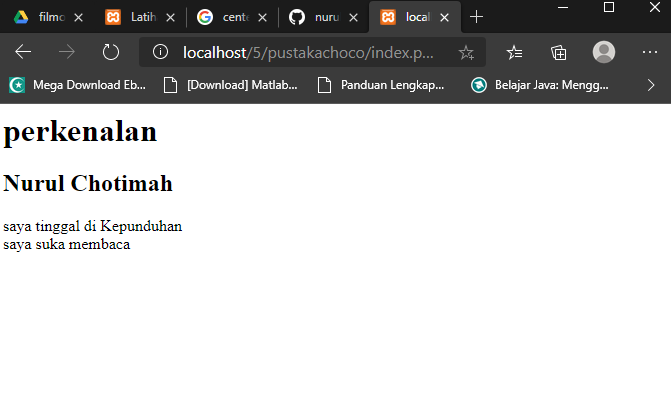 filmo
Latih
cente
nuru
local
localhost/5/pustakachoco/index.p...
Mega Download Eb...
[Download] Matlab...
Panduan Lengkap...
Belajar Java: Mengg...
perkenalan
Nurul Chotimah
saya tinggal di Kepunduhan
saya suka membaca